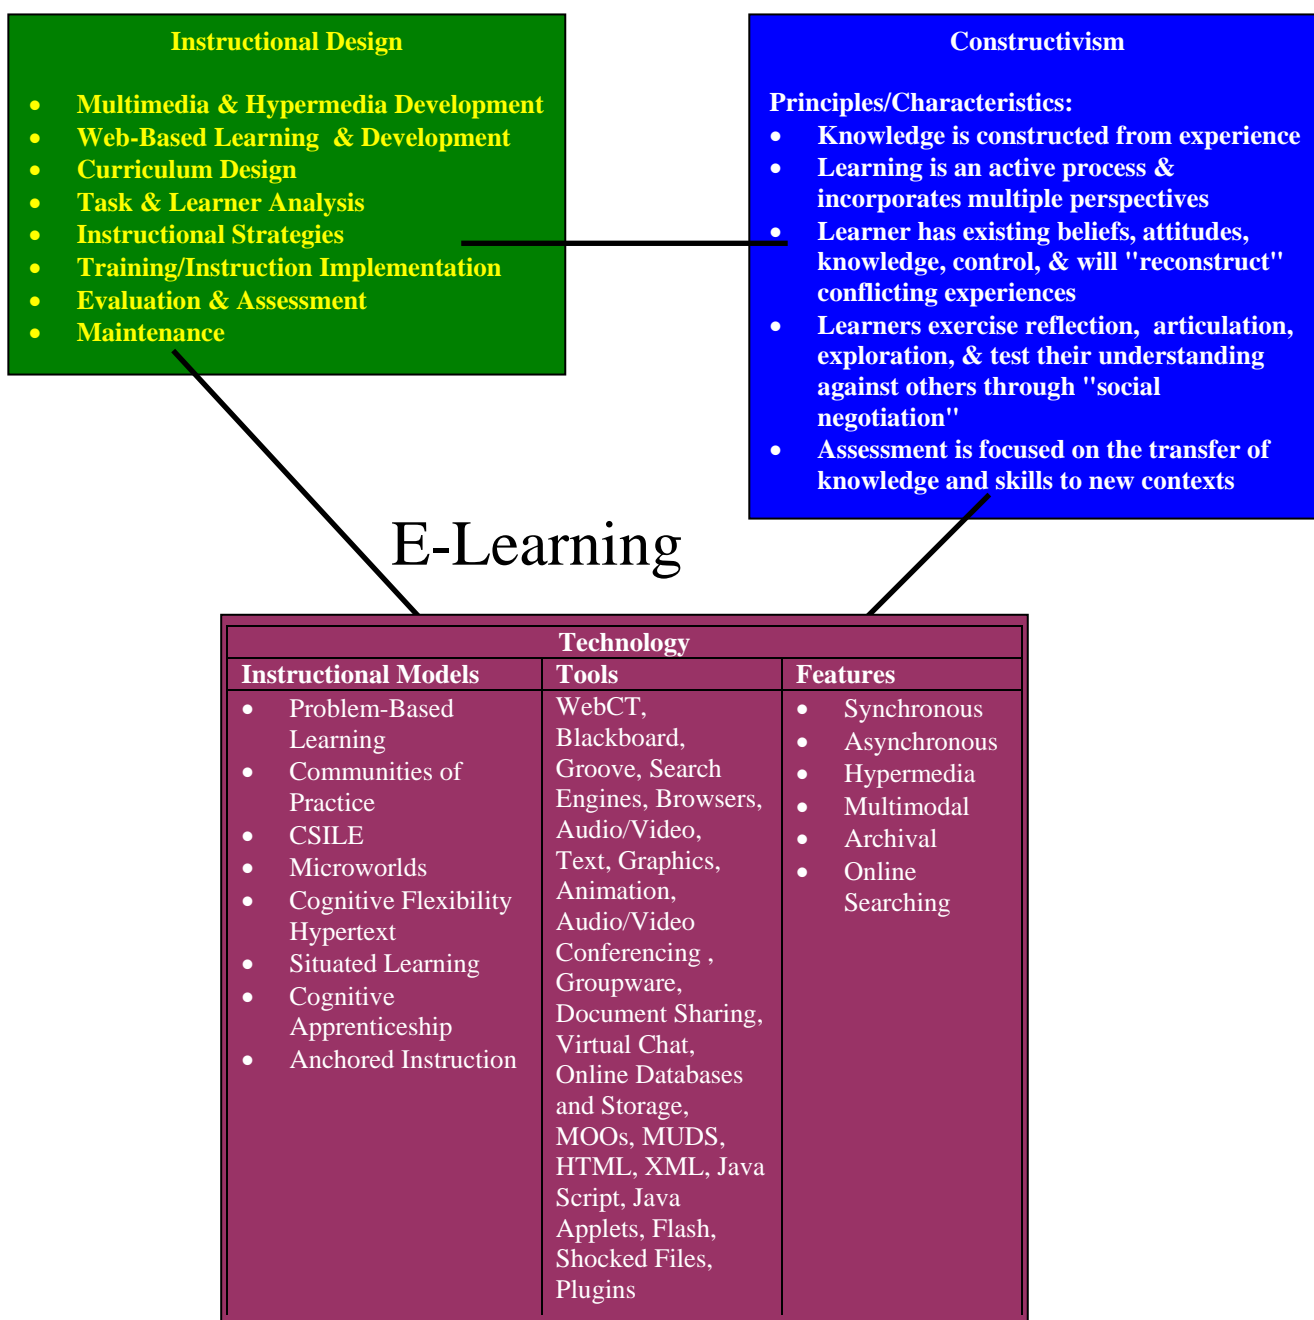 Instructional Design
• Multimedia & Hypermedia Development
• Web-Based Learning & Development
• Curriculum Design
• Task & Learner Analysis
• Instructional Strategies
• Training/Instruction Implementation
• Evaluation & Assessment
• Maintenance
Constructivism
Principles/Characteristics:
• Knowledge is constructed from experience
• Learning is an active process &
incorporates multiple perspectives
• Learner has existing beliefs, attitudes,
knowledge, control, & will "reconstruct"
conflicting experiences
• Learners exercise reflection, articulation,
exploration, & test their understanding
against others through "social
negotiation"
• Assessment is focused on the transfer of
knowledge and skills to new contexts
E-Learning
Technology
Instructional Models
• Problem-Based
Learning
• Communities of
Practice
• CSILE
• Microworlds
• Cognitive Flexibility
Hypertext
• Situated Learning
• Cognitive
Apprenticeship
• Anchored Instruction
Tools
WebCT,
Blackboard,
Groove, Search
Engines, Browsers,
Audio/Video,
Text, Graphics,
Animation,
Audio/Video
Conferencing ,
Groupware,
Document Sharing,
Virtual Chat,
Online Databases
and Storage,
MOOs, MUDS,
HTML, XML, Java
Script, Java
Applets, Flash,
Shocked Files,
Plugins
Features
• Synchronous
• Asynchronous
• Hypermedia
• Multimodal
• Archival
• Online
Searching